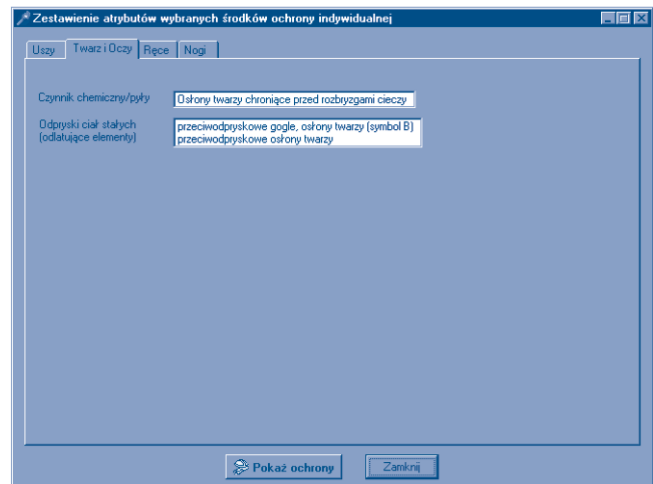 Zestawienie atrybutów wybranych środków ochrony indywidualnej
Uszy Twarz i Oczy Ręce Nogi
Czynnik chemiczny/pyły Osłony twarzy chroniące przed rozbryzgami cieczy
Odpryski ciał stałych przeciwodpryskowe gogle, osłony twarzy (symbol B)
(odlatujące elementy) przeciwodpryskowe osłony twarzy
Pokaż ochrony Zamknij